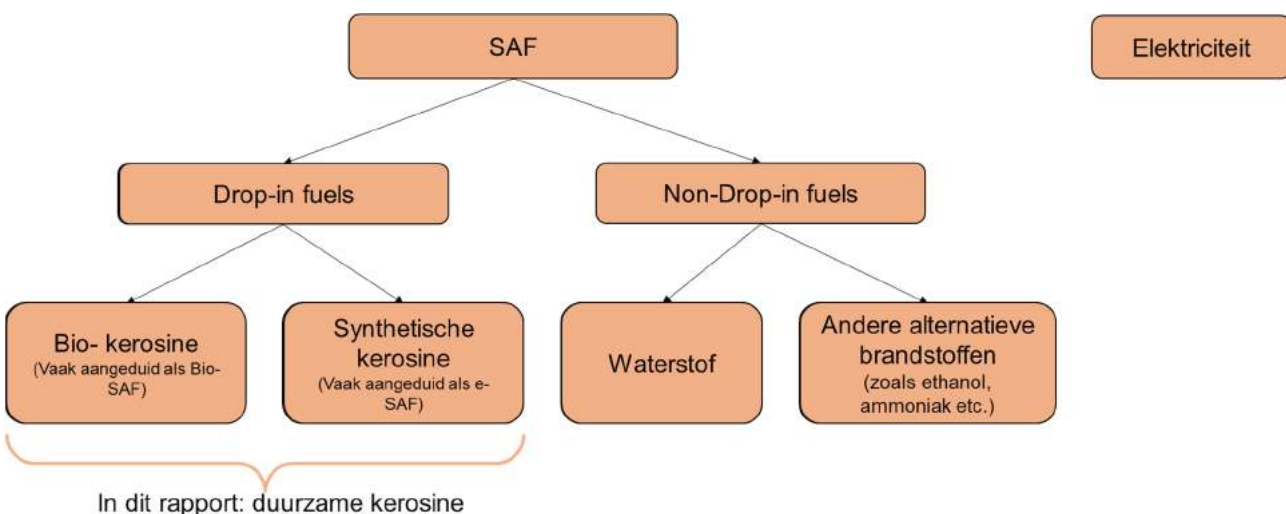 SAF
Elektriciteit
Drop-in fuels
Non-Drop-in fuels
Bio- kerosine
(Vaak aangeduid als Bio-
SAF)
Synthetische
kerosine
(Vaak aangeduid als e-
SAF)
Waterstof
Andere alternatieve
brandstoffen
(zoals ethanol,
ammoniak etc.)
In dit rapport: duurzame kerosine